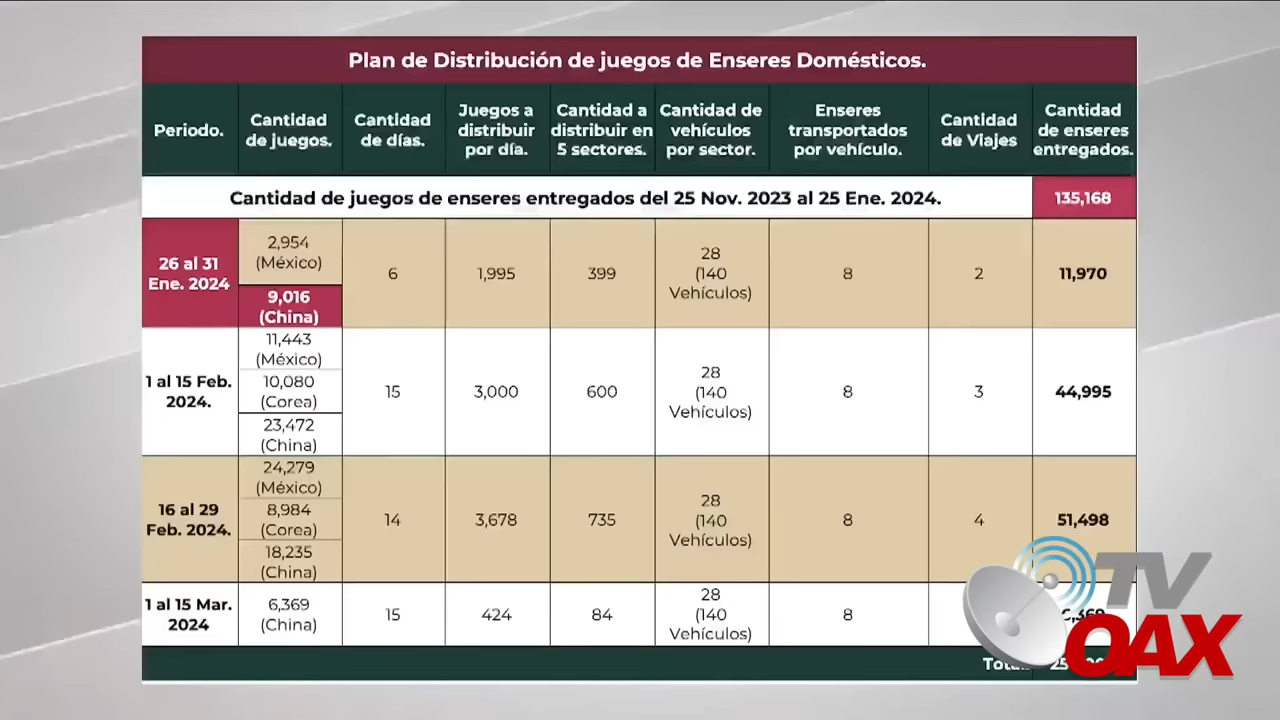 Plan de Distribución de juegos de Enseres Domésticos.
Periodo.
Cantidad
de juegos.
Cantidad
de días.
Juegos a
distribuir
por día.
Cantidad a
distribuir en
5 sectores.
Cantidad de
vehículos
por sector.
Enseres
transportados
por vehículo.
Cantidad
de Viajes
Cantidad
de enseres
entregados.
Cantidad de juegos de enseres entregados del 25 Nov. 2023 al 25 Ene. 2024.
135,168
26 al 31
Ene. 2024
2,954
(México)
9,016
(China)
6
1,995
399
28
(140
Vehículos)
8
2
11,970
1 al 15 Feb.
2024.
11,443
(México)
10,080
(Corea)
23,472
(China)
15
3,000
600
28
(140
Vehículos)
8
3
44,995
16 al 29
Feb. 2024.
24,279
(México)
8,984
(Corea)
18,235
(China)
14
3,678
735
28
(140
Vehículos)
8
4
51,498
1 al 15 Mar.
2024
6,369
(China)
15
424
84
28
(140
Vehículos)
8
TV
OAX